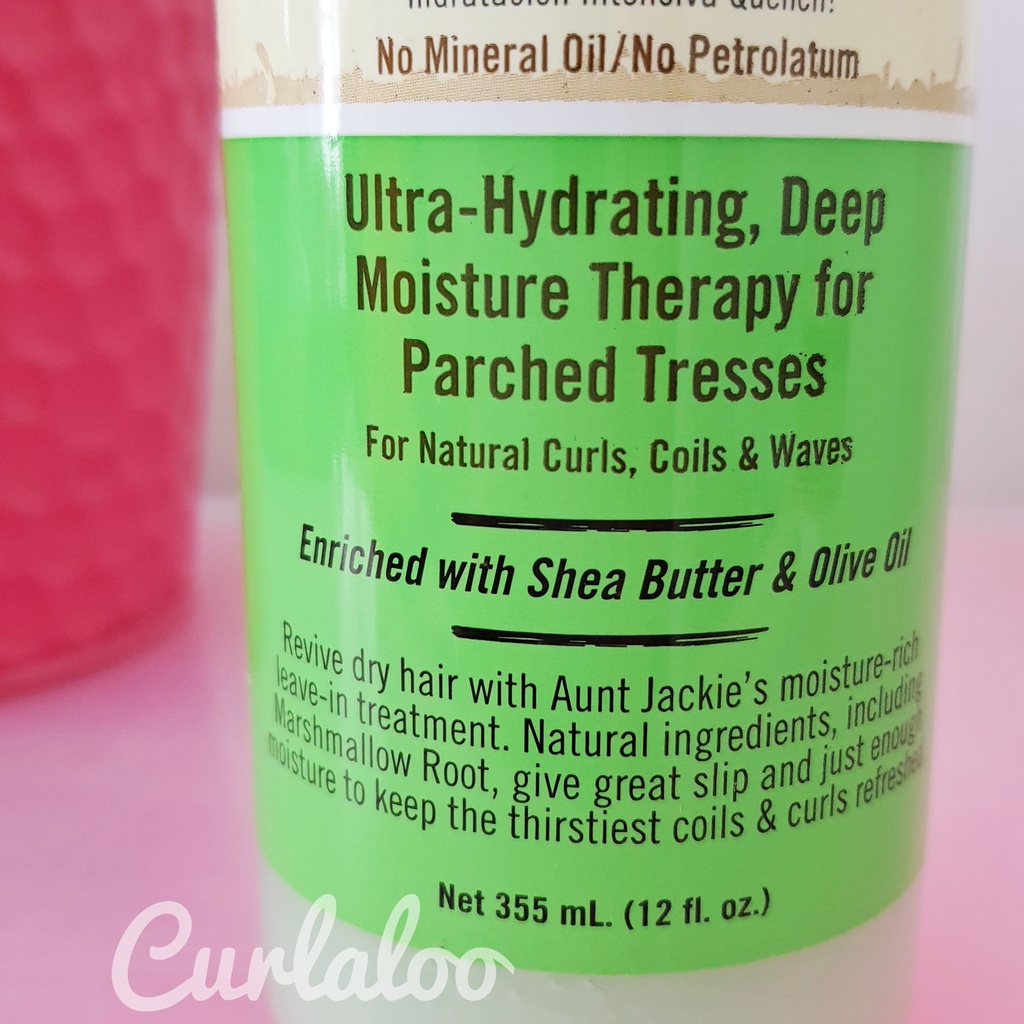 Hidratación Intensiva Quench!
No Mineral Oil/No Petrolatum
Ultra-Hydrating, Deep
Moisture Therapy for
Parched Tresses
For Natural Curls, Coils & Waves
Enriched with Shea Butter & Olive Oil
Revive dry hair with Aunt Jackie's moisture-rich
leave-in treatment. Natural ingredients, including
Marshmallow Root, give great slip and just enough
moisture to keep the thirstiest coils & curls refreshed.
Net 355 mL. (12 fl. oz.)
Curlaloo